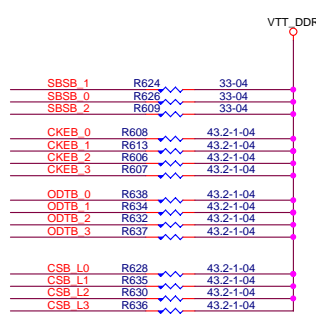 VTT_DDR
SBSB_1 R624 33-04
SBSB_0 R626 33-04
SBSB_2 R609 33-04
CKEB_0 R608 43.2-1-04
CKEB_1 R613 43.2-1-04
CKEB_2 R606 43.2-1-04
CKEB_3 R607 43.2-1-04
ODTB_0 R638 43.2-1-04
ODTB_1 R634 43.2-1-04
ODTB_2 R632 43.2-1-04
ODTB_3 R637 43.2-1-04
CSB_L0 R628 43.2-1-04
CSB_L1 R635 43.2-1-04
CSB_L2 R630 43.2-1-04
CSB_L3 R636 43.2-1-04